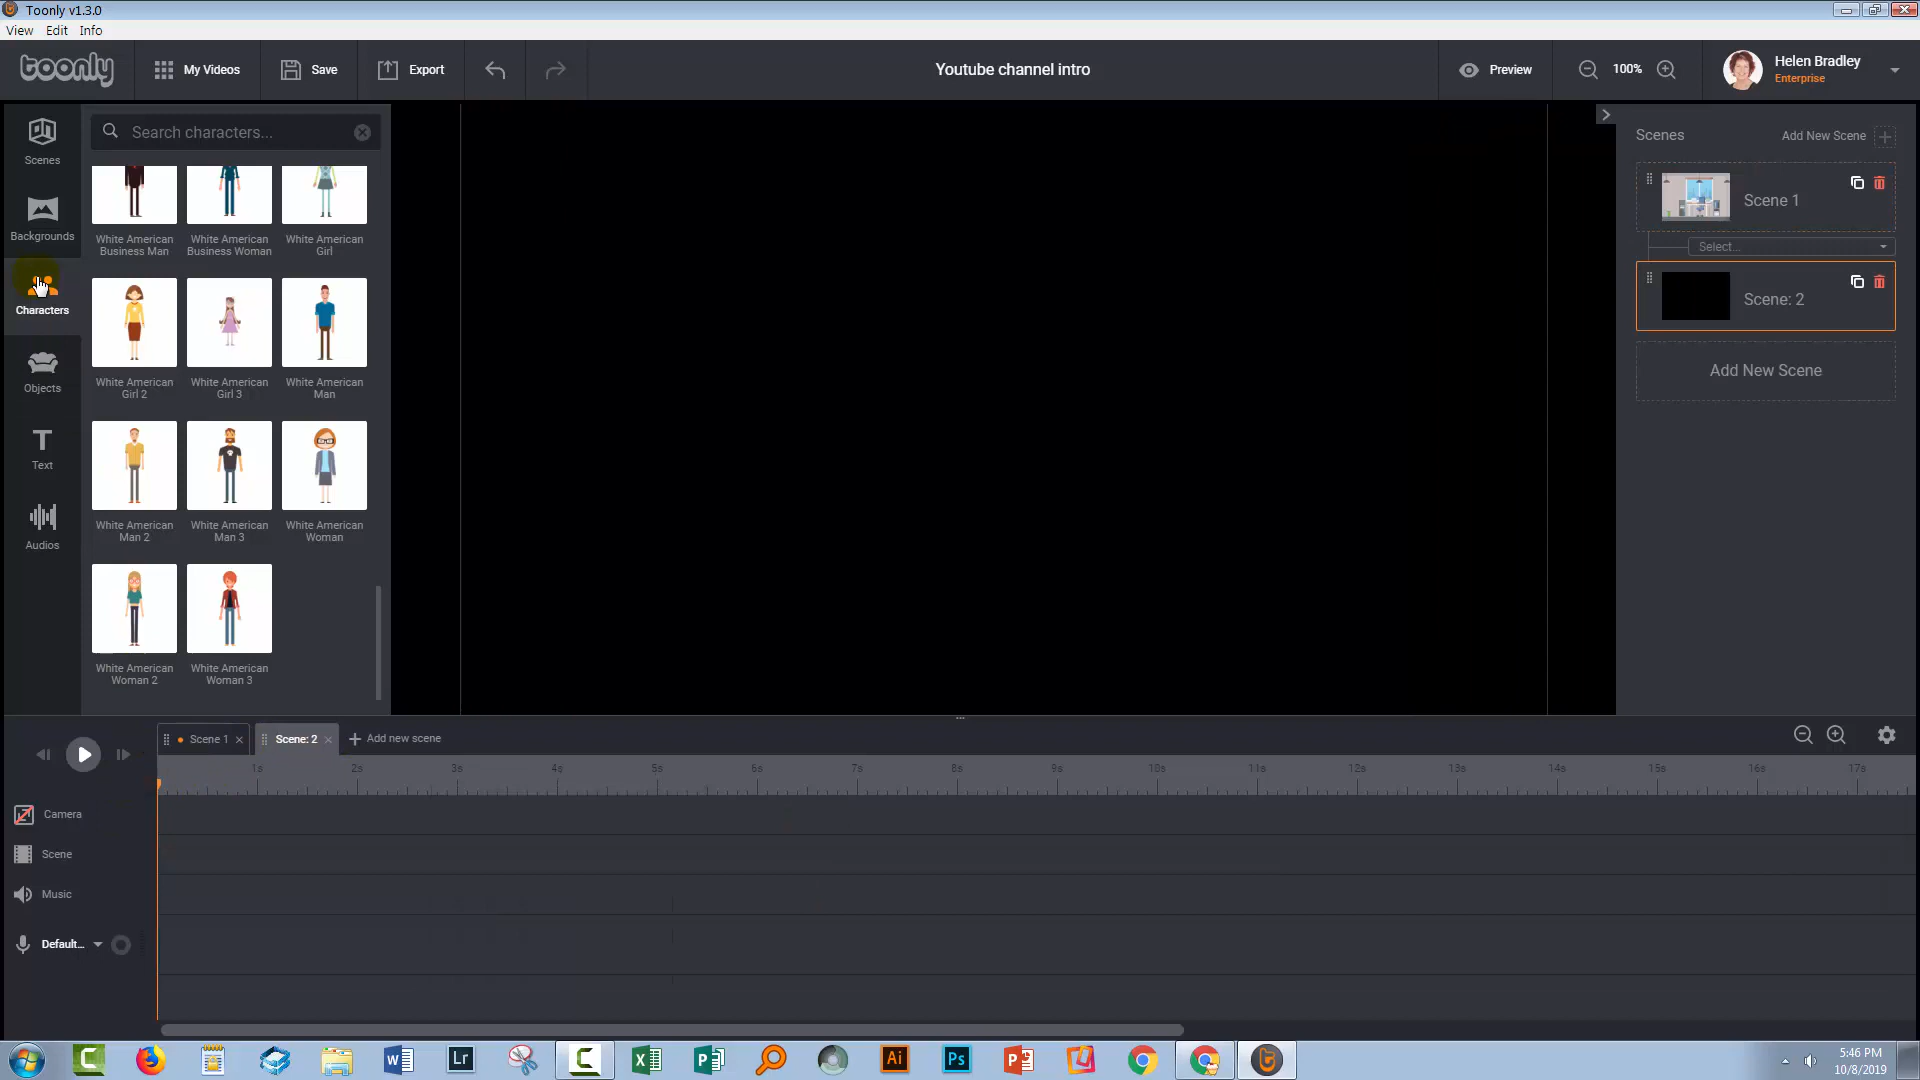 Toonly v1.3.0
View Edit Info
toonly
My Videos
Save
Export
Youtube channel intro
Preview
100%
Helen Bradley
Enterprise
Scenes
Backgrounds
Characters
Objects
Text
Audios
Search characters...
White American Business Man
White American Business Woman
White American Girl
White American Girl 2
White American Girl 3
White American Man
White American Man 2
White American Man 3
White American Woman
White American Woman 2
White American Woman 3
Scenes
Add New Scene
Scene 1
Select...
Scene: 2
Add New Scene
Scene 1
Scene: 2
Add new scene
1s 2s 3s 4s 5s 6s 7s 8s 9s 10s 11s 12s 13s 14s 15s 16s 17s
Camera
Scene
Music
Default...
Lr
Ai
Ps
5:46 PM
10/8/2019